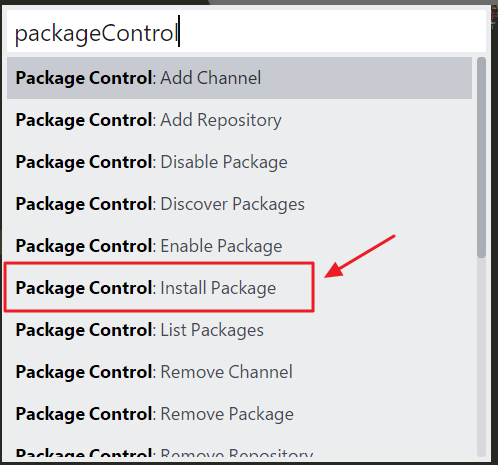 packageControl
Package Control: Add Channel
Package Control: Add Repository
Package Control: Disable Package
Package Control: Discover Packages
Package Control: Enable Package
Package Control: Install Package
Package Control: List Packages
Package Control: Remove Channel
Package Control: Remove Package
Package Control: Remove Repository